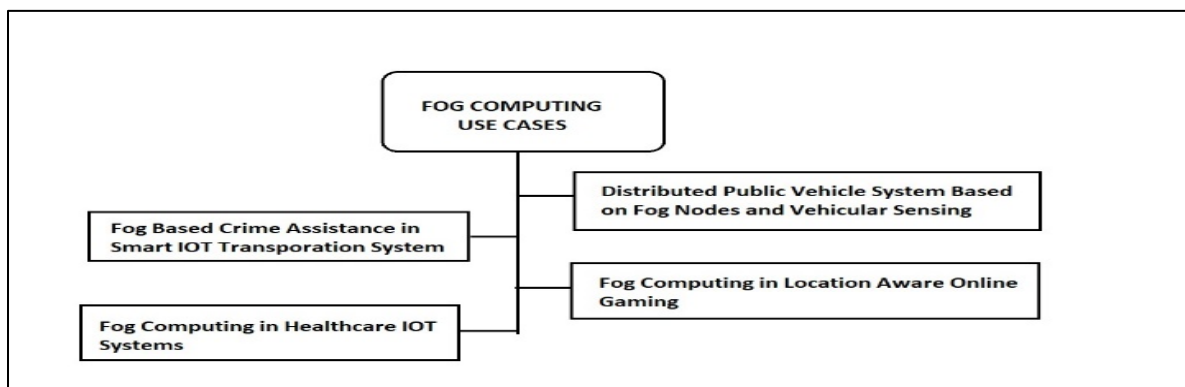 FOG COMPUTING
USE CASES
Distributed Public Vehicle System Based
on Fog Nodes and Vehicular Sensing
Fog Based Crime Assistance in
Smart IOT Transporation System
Fog Computing in Location Aware Online
Gaming
Fog Computing in Healthcare IOT
Systems